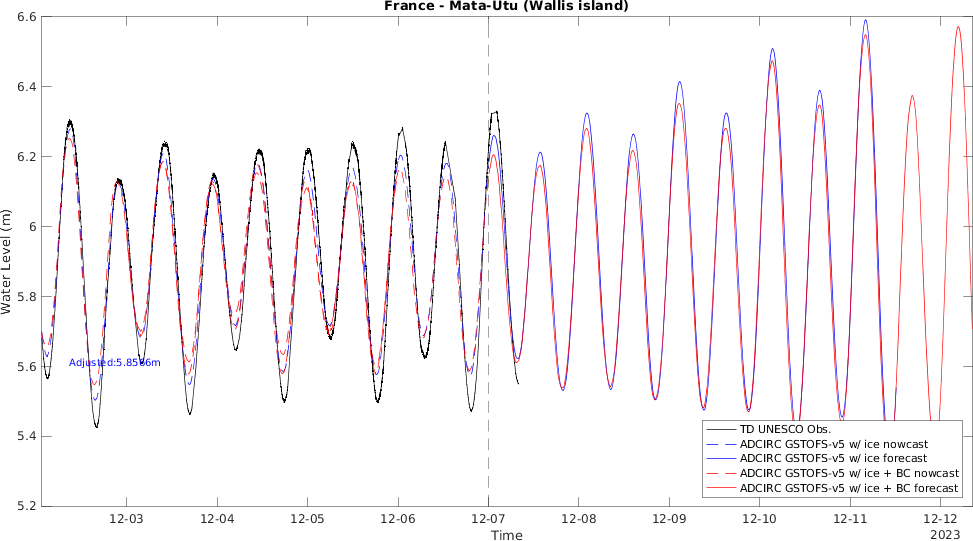 France - Mata-Utu (Wallis island)
6.6
6.4
6.2
6
5.8
5.6
5.4
5.2
Water Level (m)
Adjusted:5.8566m
TD UNESCO Obs.
ADCIRC GSTOFS-v5 w/ ice nowcast
ADCIRC GSTOFS-v5 w/ ice forecast
ADCIRC GSTOFS-v5 w/ ice + BC nowcast
ADCIRC GSTOFS-v5 w/ ice + BC forecast
12-03 12-04 12-05 12-06 12-07 12-08 12-09 12-10 12-11 12-12
Time
2023